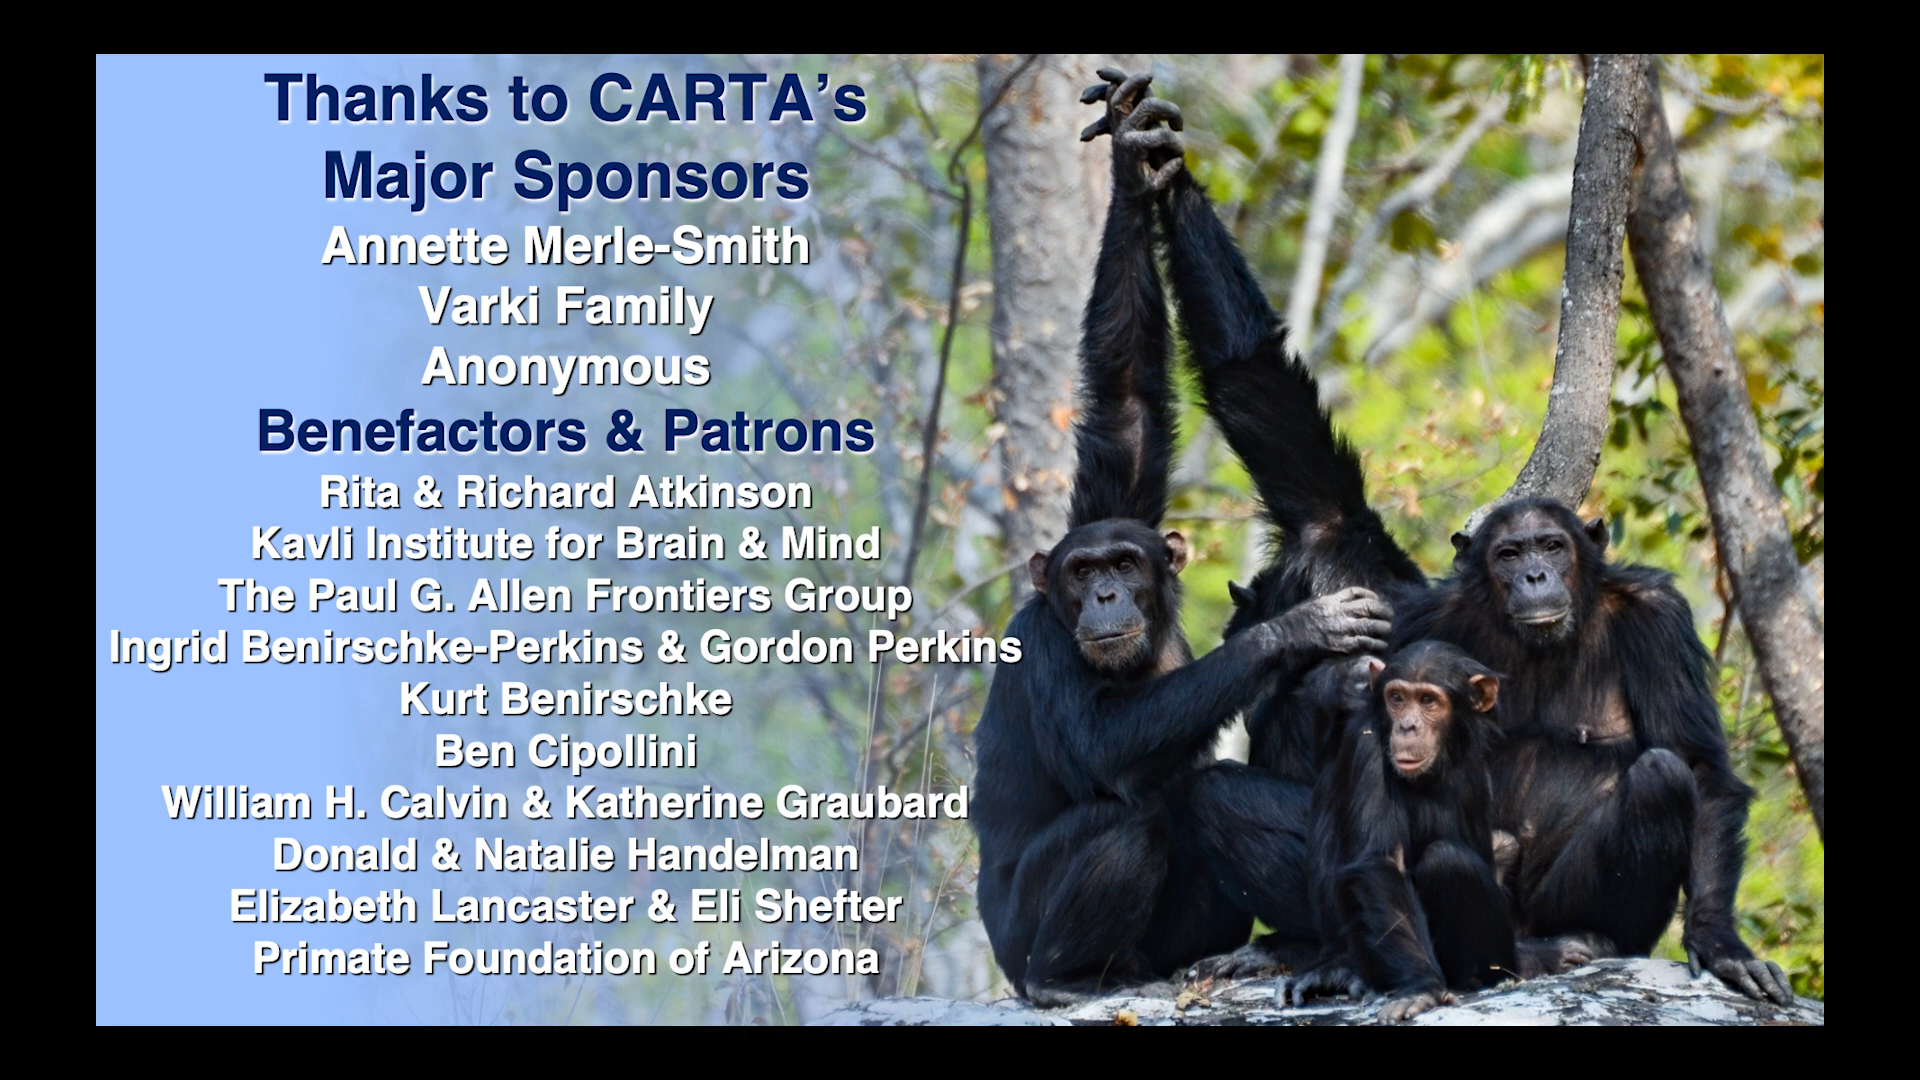 Thanks to CARTA’s
Major Sponsors
Annette Merle-Smith
Varki Family
Anonymous
Benefactors & Patrons
Rita & Richard Atkinson
Kavli Institute for Brain & Mind
The Paul G. Allen Frontiers Group
Ingrid Benirschke-Perkins & Gordon Perkins
Kurt Benirschke
Ben Cipollini
William H. Calvin & Katherine Graubard
Donald & Natalie Handelman
Elizabeth Lancaster & Eli Shefter
Primate Foundation of Arizona